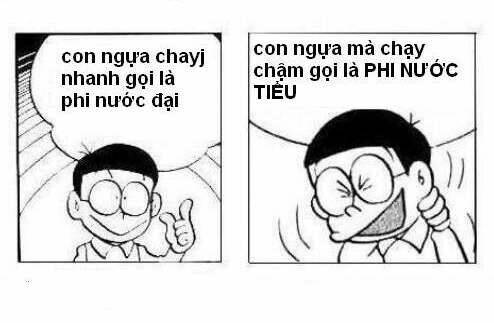 con ngựa chayj
nhanh gọi là
phi nước đại
con ngựa mà chạy
chậm gọi là PHI NƯỚC
TIỂU